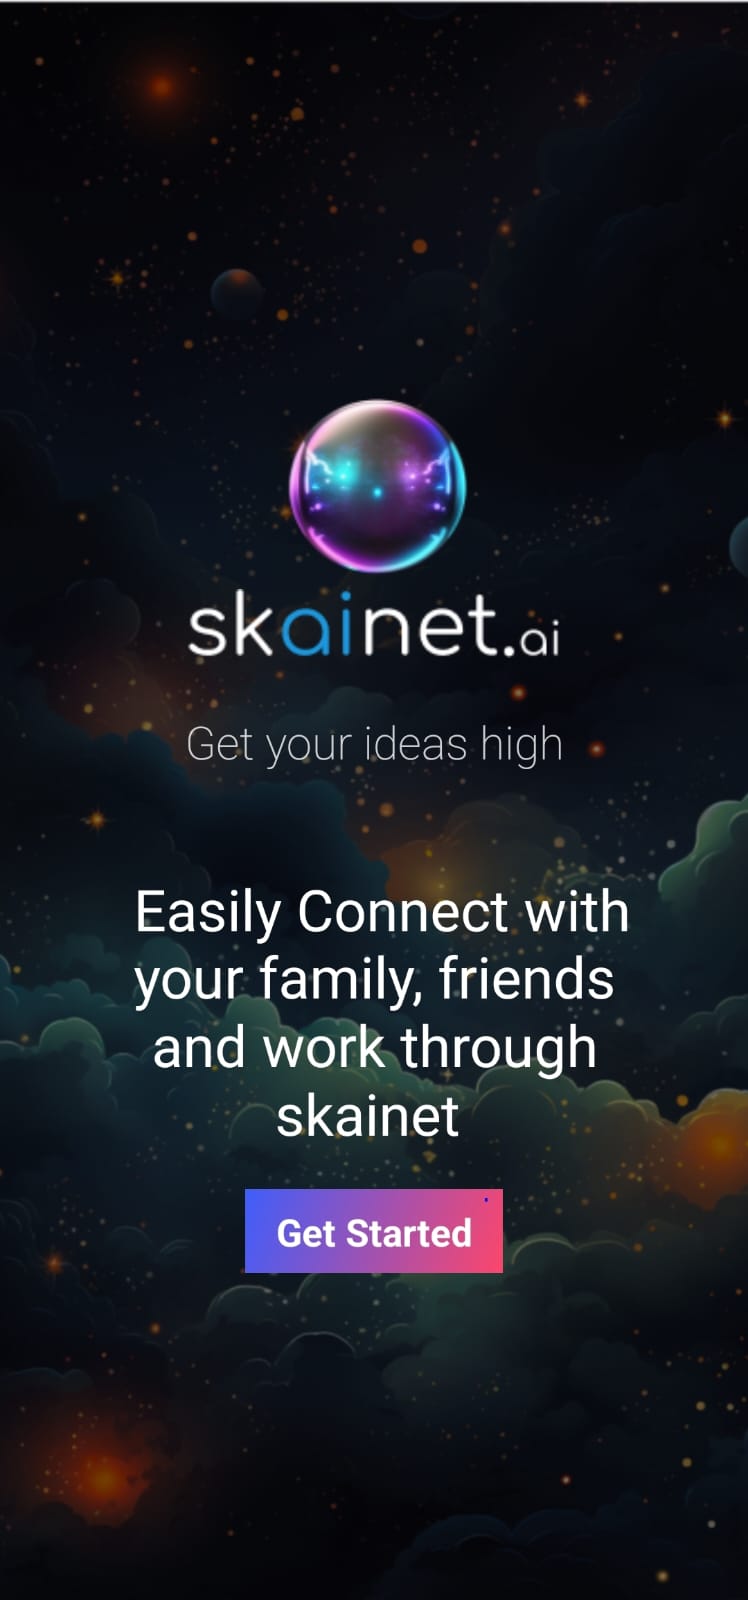 skainet.ai
Get your ideas high
Easily Connect with
your family, friends
and work through
skainet
Get Started